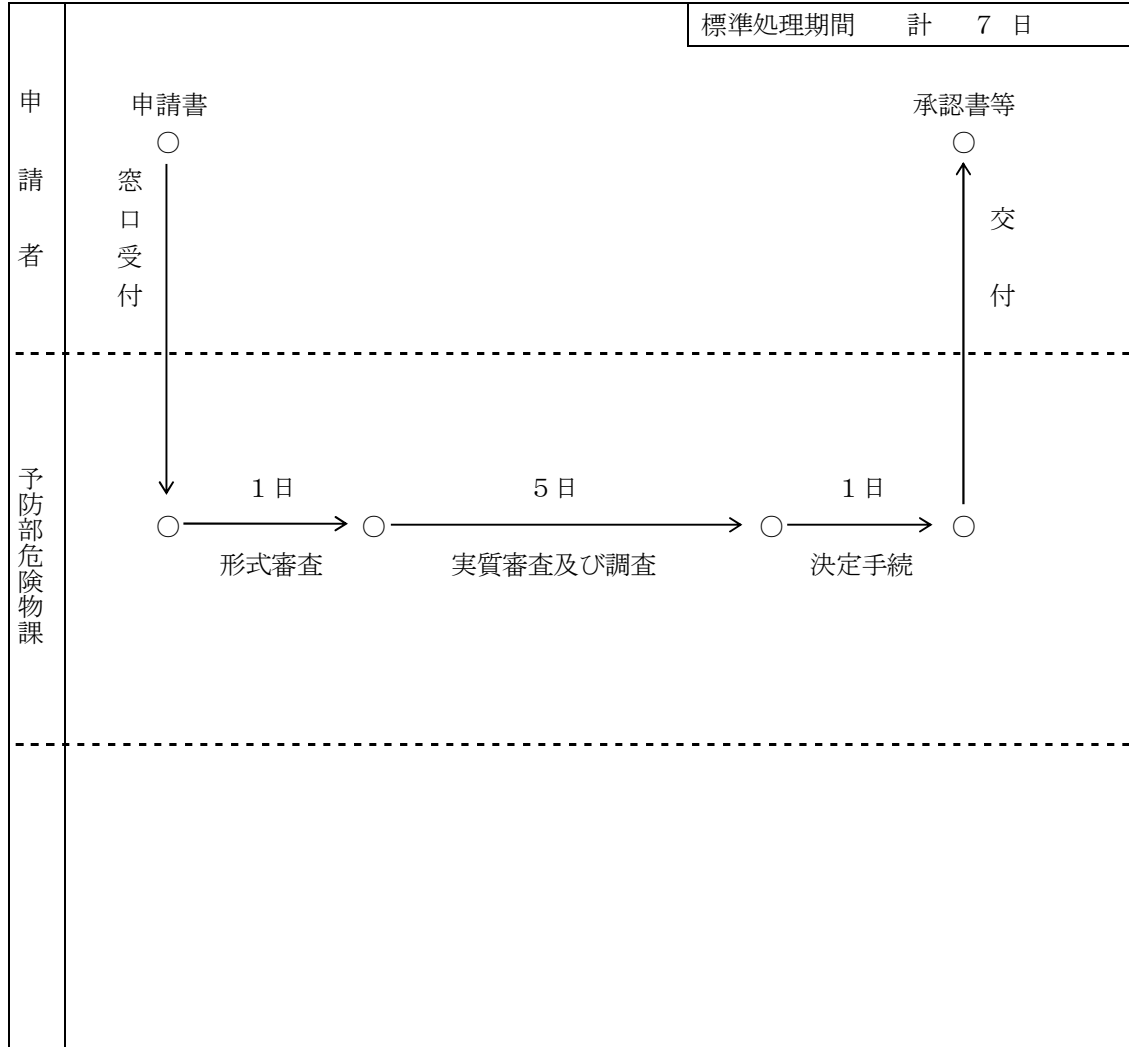 標準処理期間　計　７ 日
申請者
申請書
承認書等
○
○
窓口受付
交付
予防部危険物課
１日
５日
１日
○
○
○
○
形式審査
実質審査及び調査
決定手続